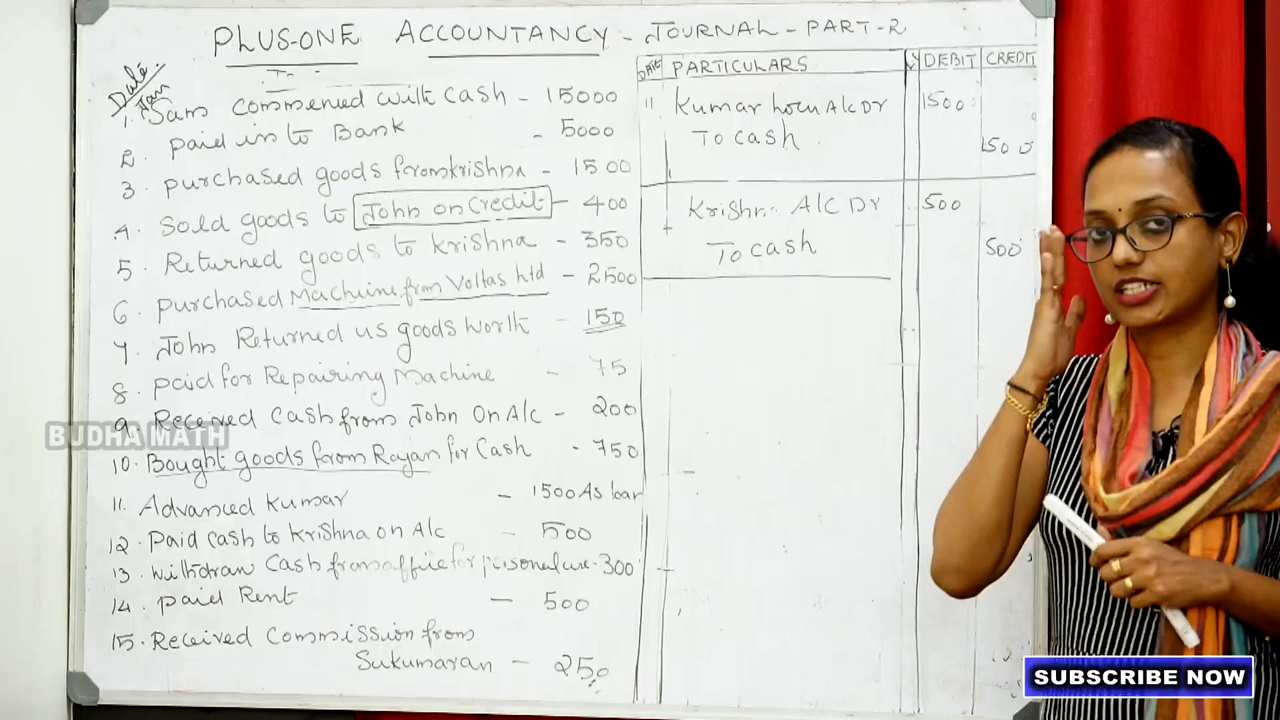 PLUS-ONE ACCOUNTANCY - JOURNAL - PART-2
Date
Jan
1. Sam commenced with cash - 15000
2. Paid in to Bank - 5000
3. purchased goods from Krishna - 1500
4. Sold goods to John on Credit - 400
5. Returned goods to Krishna - 350
6. purchased Machine from Voltas Ltd - 2500
7. John Returned us goods worth - 150
8. paid for Repairing Machine - 75
9. Received Cash from John On A/c - 200
10. Bought goods from Rajan for Cash - 750
11. Advanced Kumar - 1500 As loan
12. Paid cash to Krishna on A/c - 500
13. Withdrawn Cash from office for personal use - 300
14. paid Rent - 500
15. Received Commission from
Sukumaran - 250
DATE PARTICULARS DEBIT CREDIT
11 Kumar loan A/c Dr 1500
To cash 1500
Krishna A/c Dr 500
To cash 500
BUDHA MATH
SUBSCRIBE NOW